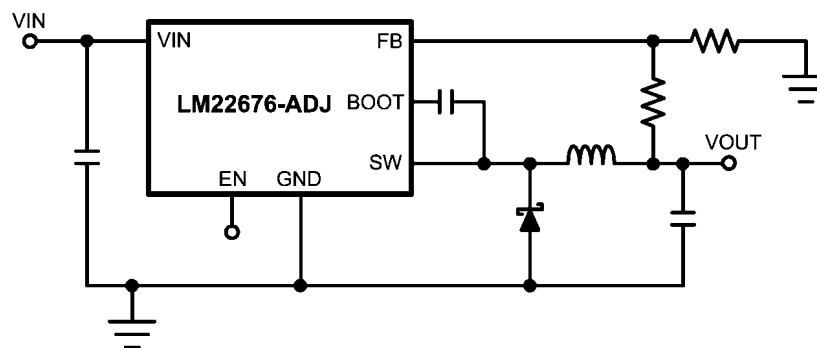 VIN
VIN
FB
LM22676-ADJ
BOOT
VOUT
SW
EN
GND